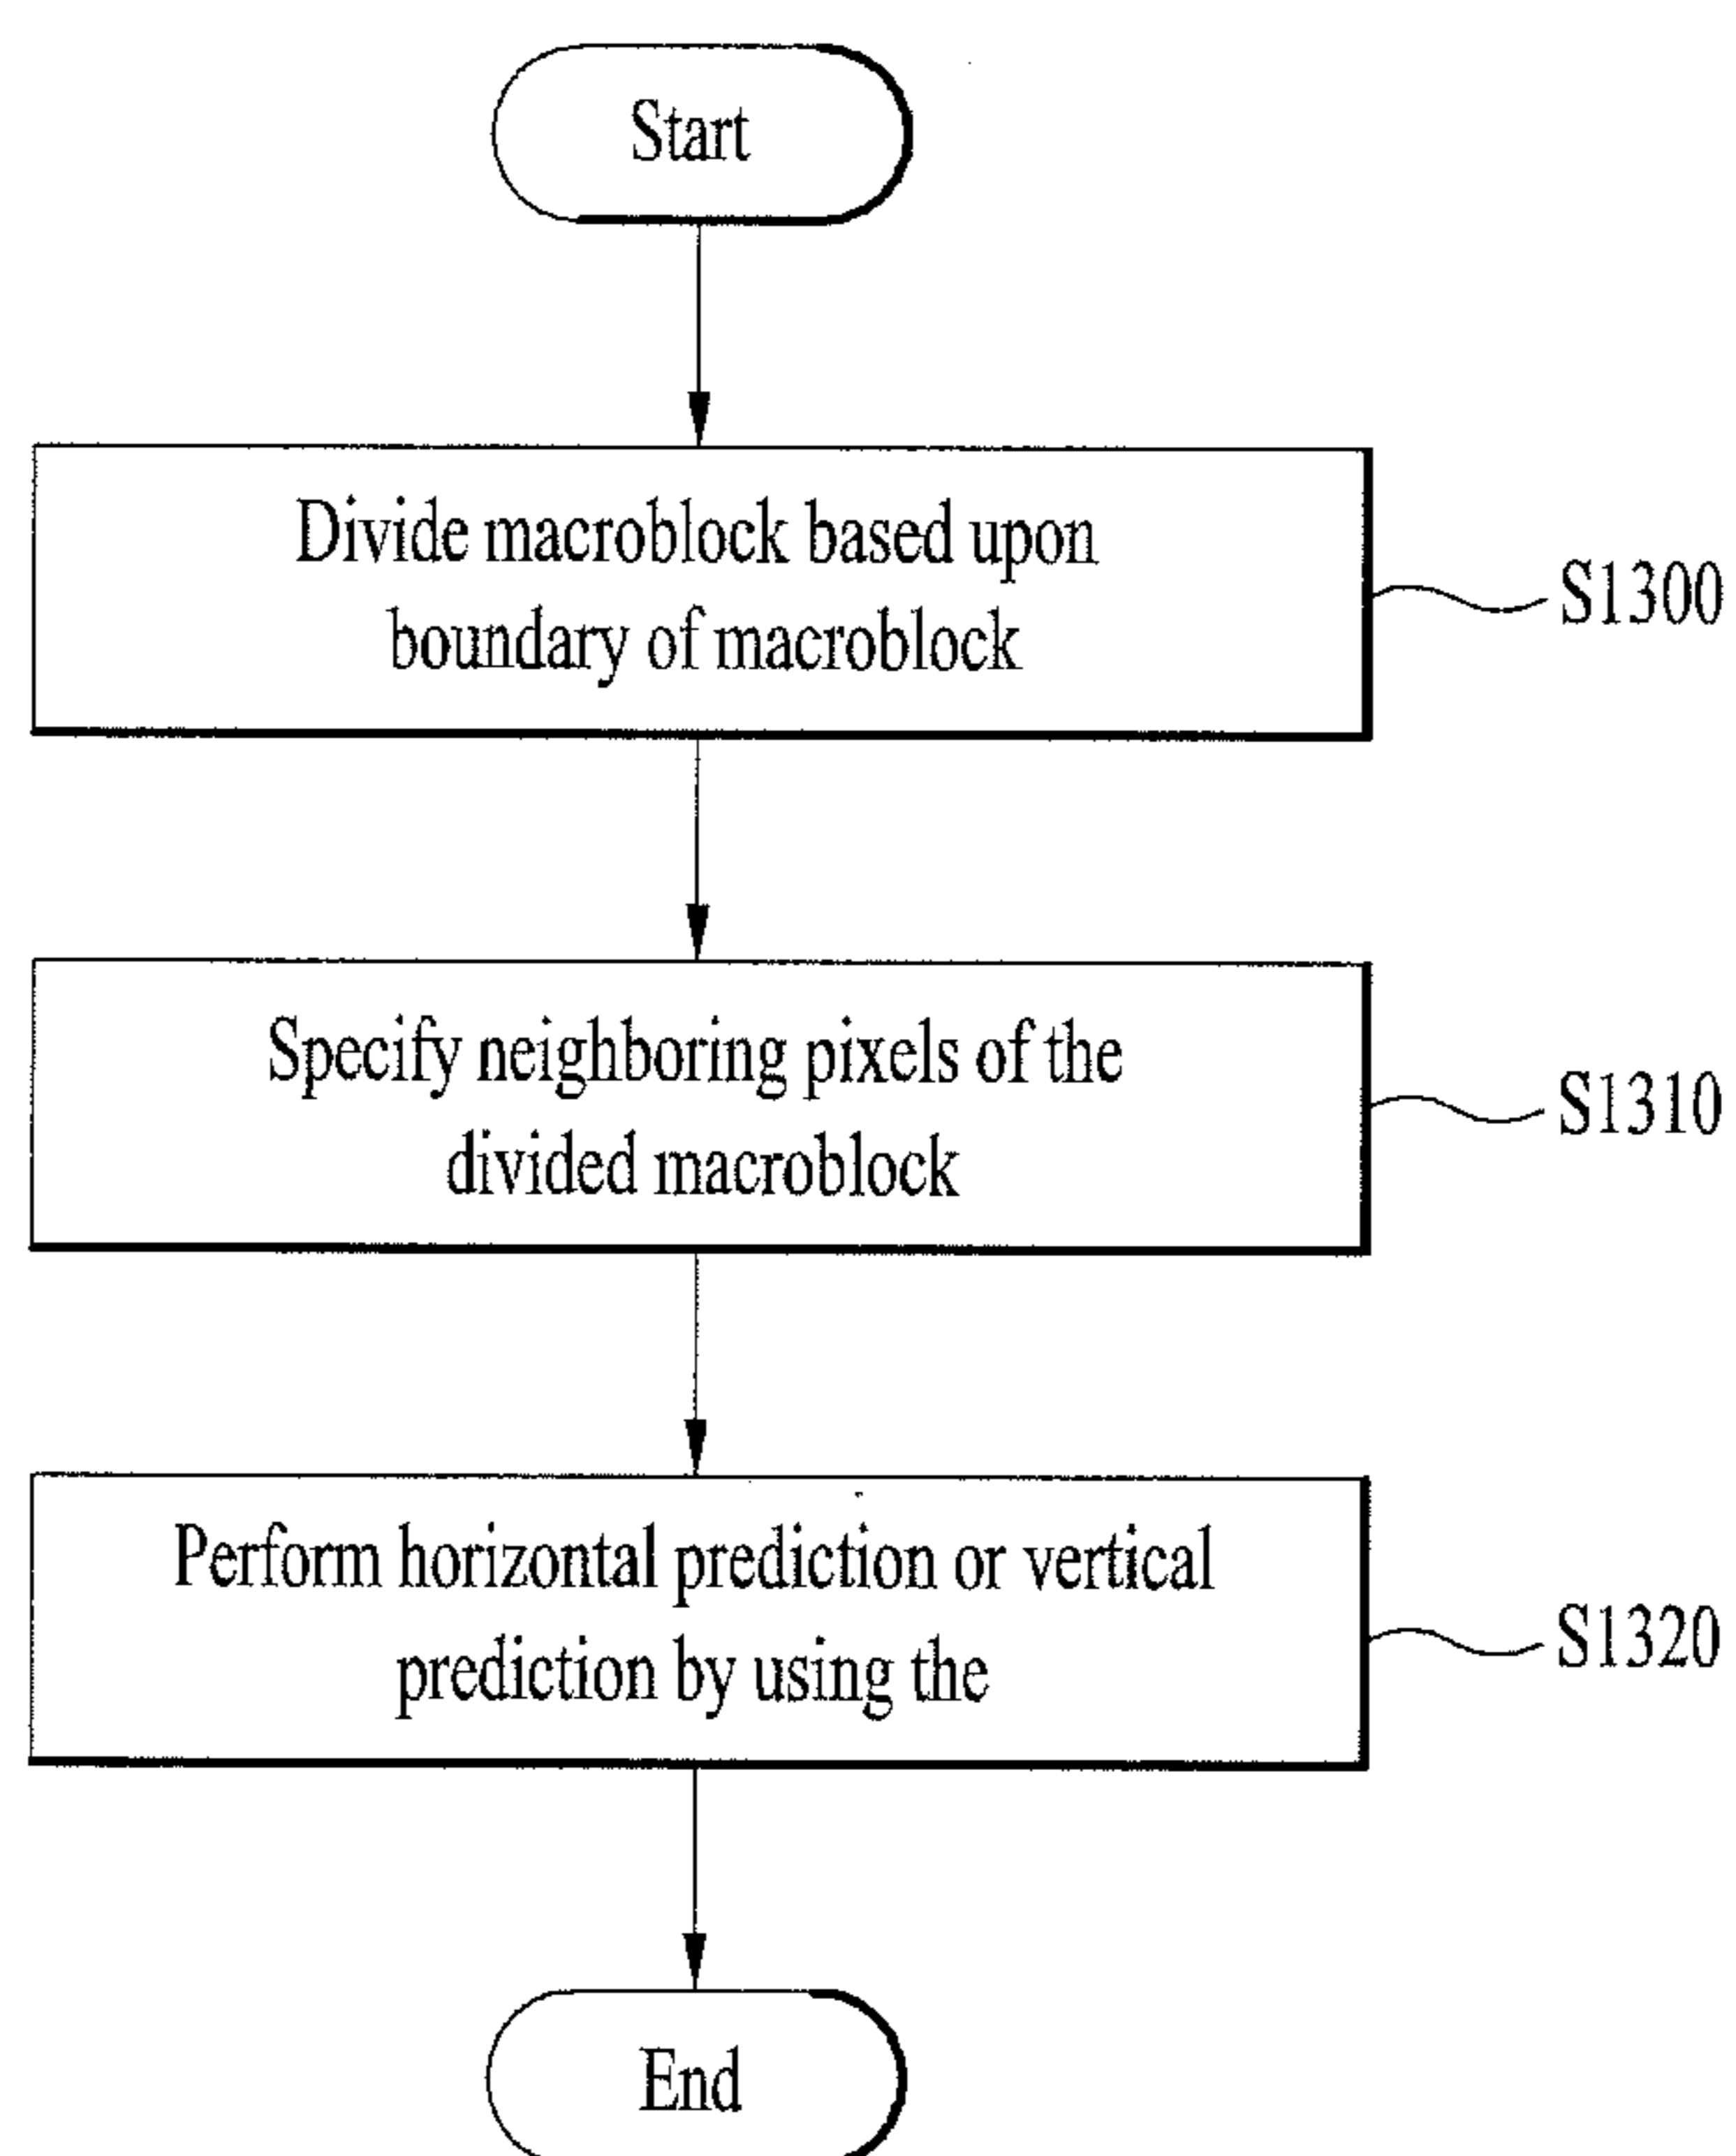 Start
Divide macroblock based upon
boundary of macroblock
S1300
Specify neighboring pixels of the
divided macroblock
S1310
Perform horizontal prediction or vertical
prediction by using the
S1320
End